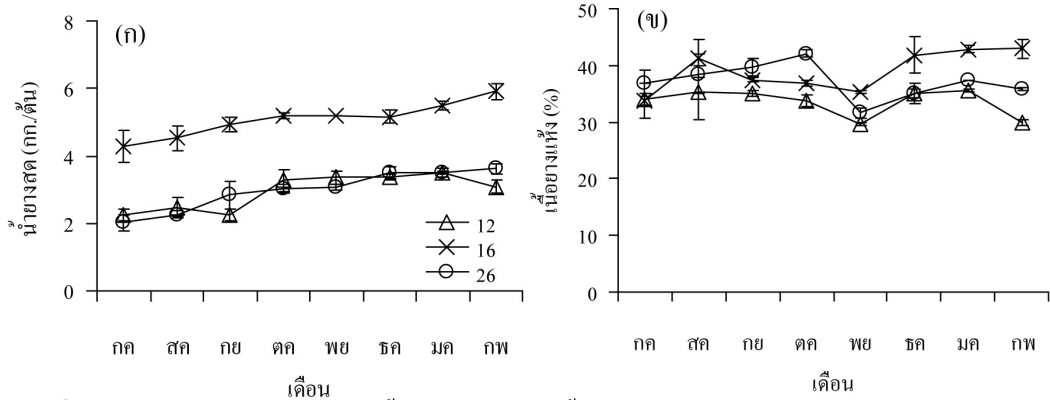 (ก)
น้ำยางสด (กก./ต้น)
8
6
4
2
0
12
16
26
กค สค กย ตค พย ธค มค กพ
เดือน
(ข)
เนื้อยางแห้ง (%)
50
40
30
20
10
0
กค สค กย ตค พย ธค มค กพ
เดือน